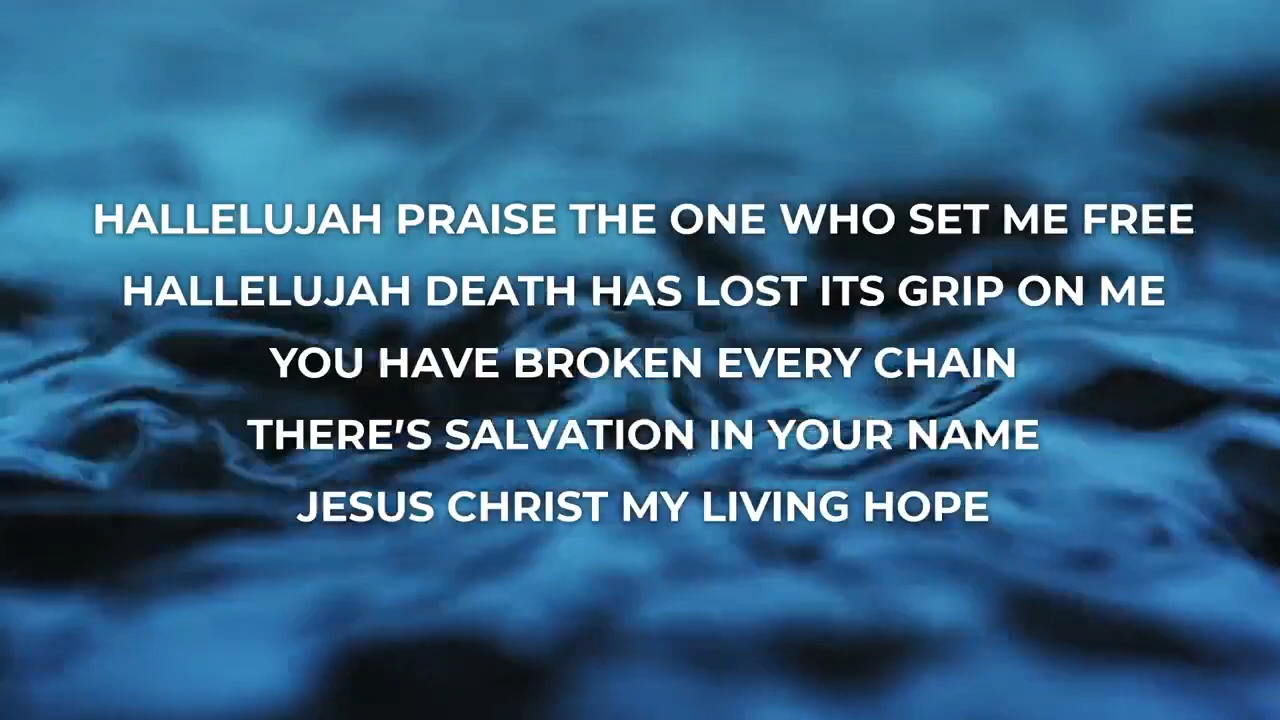 HALLELUJAH PRAISE THE ONE WHO SET ME FREE
HALLELUJAH DEATH HAS LOST ITS GRIP ON ME
YOU HAVE BROKEN EVERY CHAIN
THERE'S SALVATION IN YOUR NAME
JESUS CHRIST MY LIVING HOPE